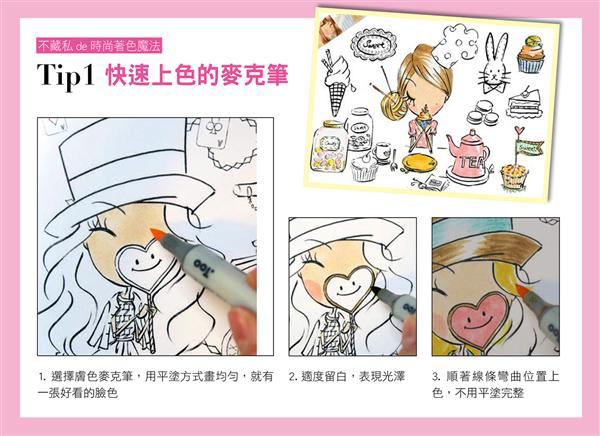 不藏私 de 時尚著色魔法
Tip1 快速上色的麥克筆
Sweet
TEA
Sweet
Too.
1. 選擇膚色麥克筆，用平塗方式畫均勻，就有
一張好看的臉色
2. 適度留白，表現光澤
3. 順著線條彎曲位置上
色，不用平塗完整